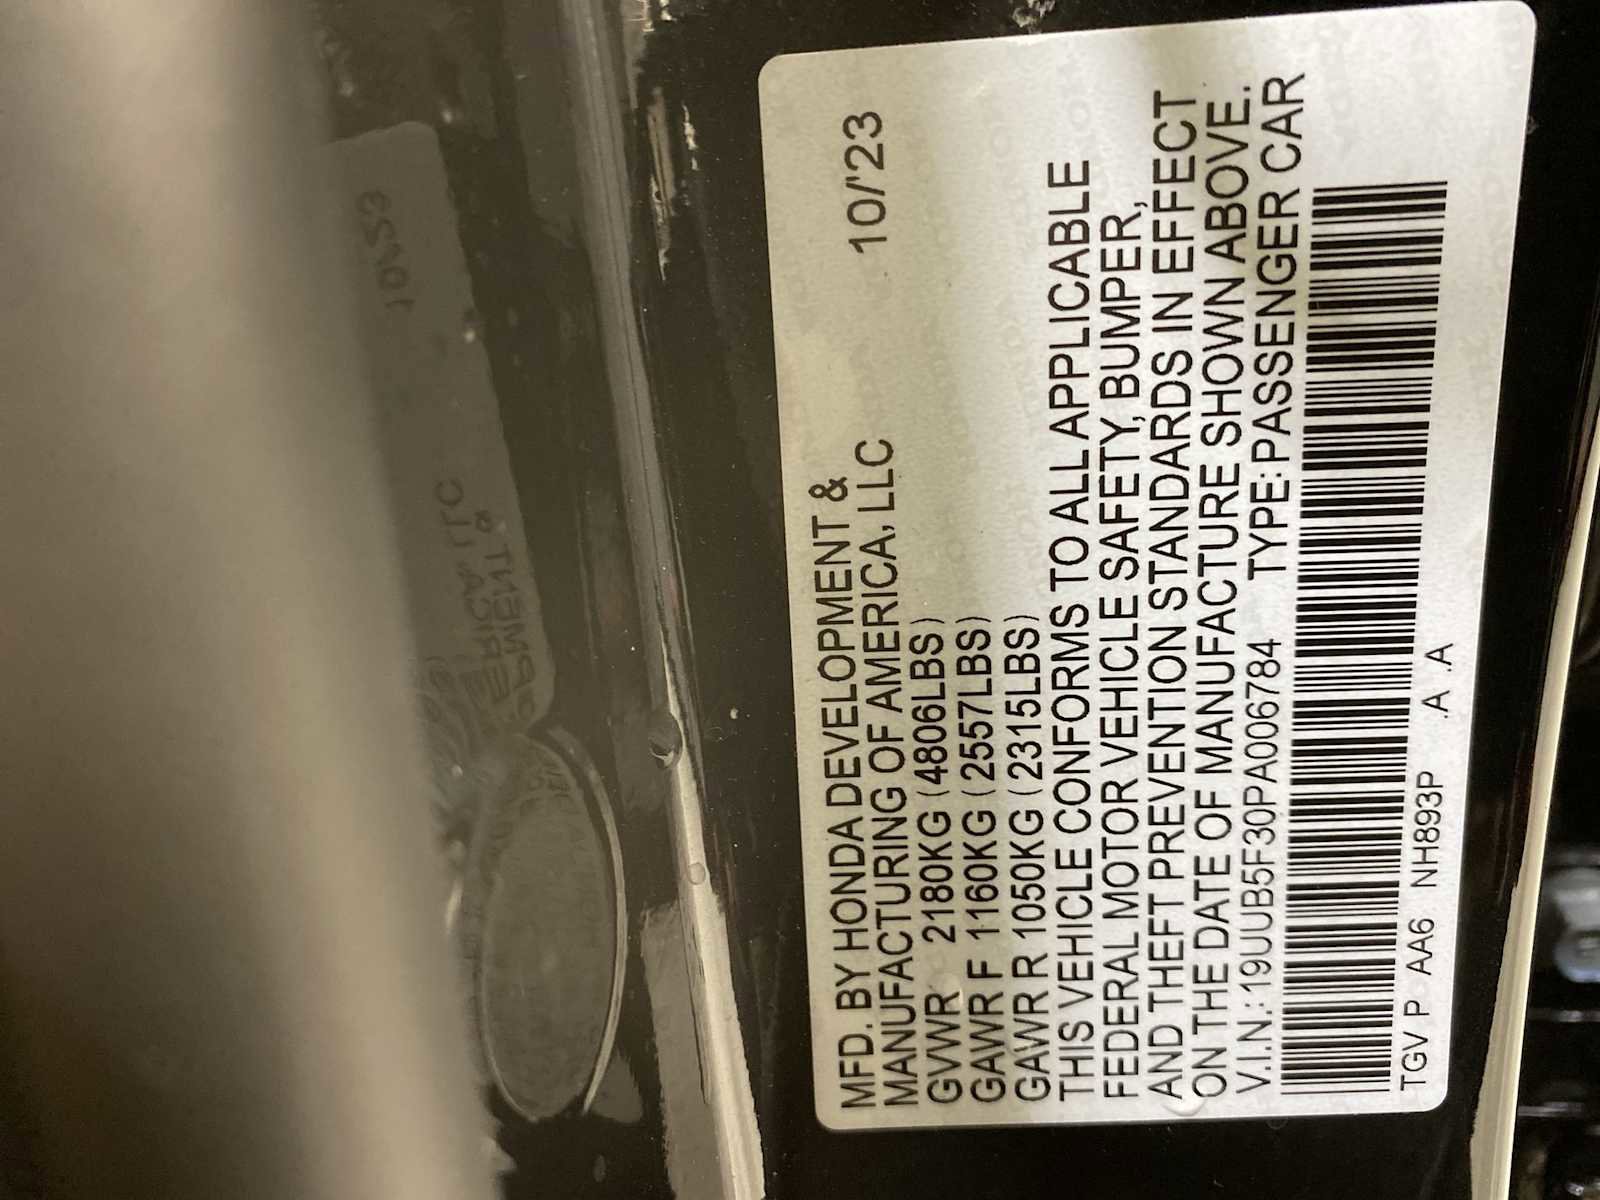 MFD. BY HONDA DEVELOPMENT &
MANUFACTURING OF AMERICA, LLC 10/'23
GVWR 2180KG (4806LBS)
GAWR F 1160KG (2557LBS)
GAWR R 1050KG (2315LBS)
THIS VEHICLE CONFORMS TO ALL APPLICABLE
FEDERAL MOTOR VEHICLE SAFETY, BUMPER,
AND THEFT PREVENTION STANDARDS IN EFFECT
ON THE DATE OF MANUFACTURE SHOWN ABOVE.
V.I.N.: 19UUB5F30PA006784 TYPE: PASSENGER CAR
TGV P AA6 NH893P .A .A